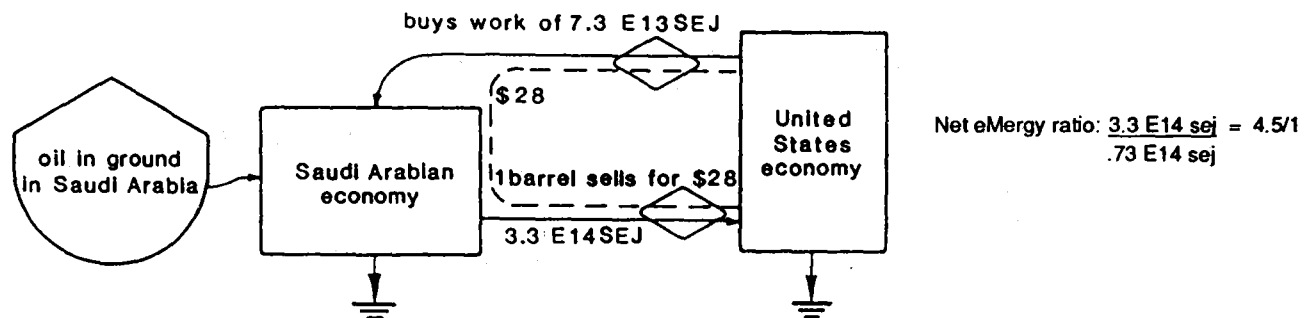 buys work of 7.3 E13SEJ
$28
oil in ground
in Saudi Arabia
Saudi Arabian
economy
1barrel sells for $28
3.3 E14SEJ
United
States
economy
Net eMergy ratio: 3.3 E14 sej = 4.5/1
.73 E14 sej